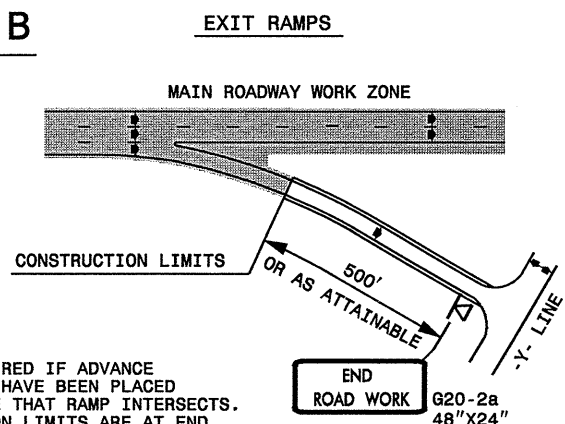 B
EXIT RAMPS
MAIN ROADWAY WORK ZONE
CONSTRUCTION LIMITS
500'
OR AS ATTAINABLE
-Y- LINE
END
ROAD WORK
G20-2a
48"X24"
RED IF ADVANCE
HAVE BEEN PLACED
THAT RAMP INTERSECTS.
ON LIMITS ARE AT END